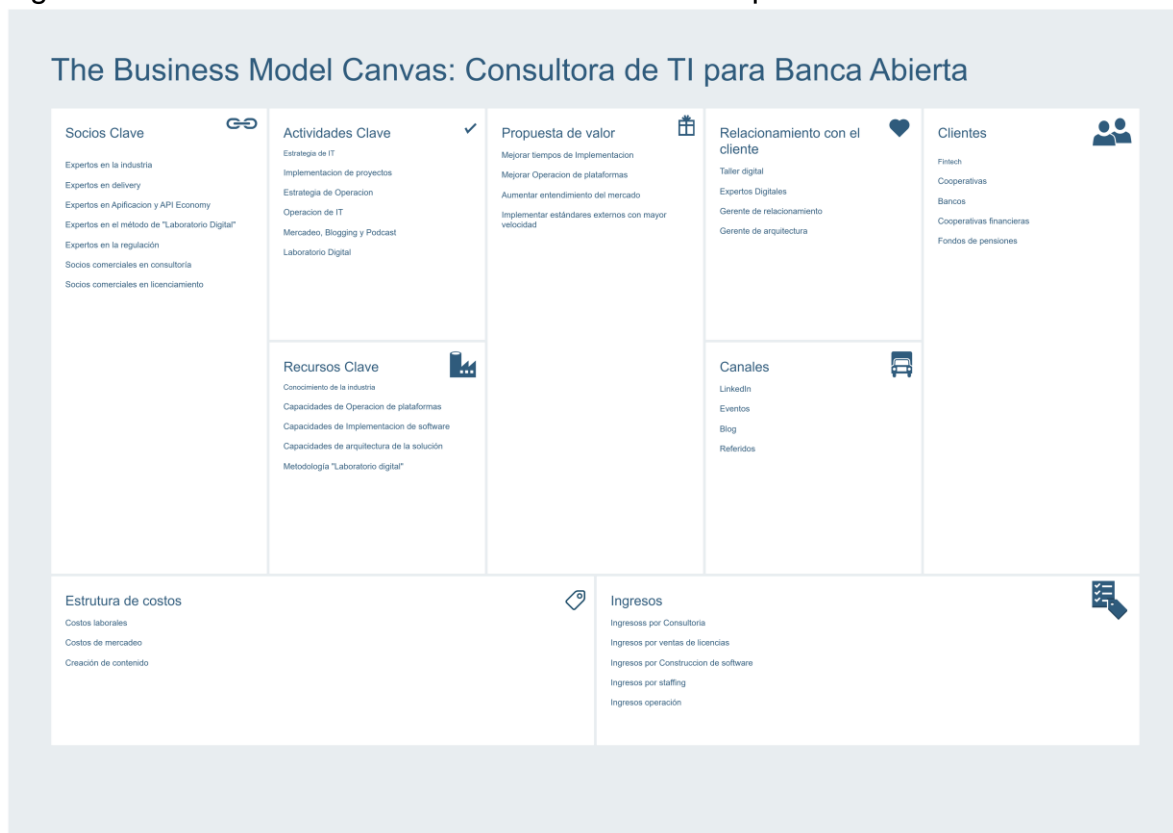 The Business Model Canvas: Consultora de TI para Banca Abierta
Socios Clave
Expertos en la industria
Expertos en delivery
Expertos en Apificacion y API Economy
Expertos en el método de "Laboratorio Digital"
Expertos en la regulación
Socios comerciales en consultoría
Socios comerciales en licenciamiento
Actividades Clave
Estrategia de IT
Implementacion de proyectos
Estrategia de Operacion
Operacion de IT
Mercadeo, Blogging y Podcast
Laboratorio Digital
Recursos Clave
Conocimiento de la industria
Capacidades de Operacion de plataformas
Capacidades de Implementacion de software
Capacidades de arquitectura de la solución
Metodología "Laboratorio digital"
Propuesta de valor
Mejorar tiempos de Implementacion
Mejorar Operacion de plataformas
Aumentar entendimiento del mercado
Implementar estándares externos con mayor
velocidad
Relacionamiento con el
cliente
Taller digital
Expertos Digitales
Gerente de relacionamiento
Gerente de arquitectura
Canales
LinkedIn
Eventos
Blog
Referidos
Clientes
Fintech
Cooperativas
Bancos
Cooperativas financieras
Fondos de pensiones
Estrutura de costos
Costos laborales
Costos de mercadeo
Creación de contenido
Ingresos
Ingresoss por Consultoria
Ingresos por ventas de licencias
Ingresos por Construccion de software
Ingresos por staffing
Ingresos operación